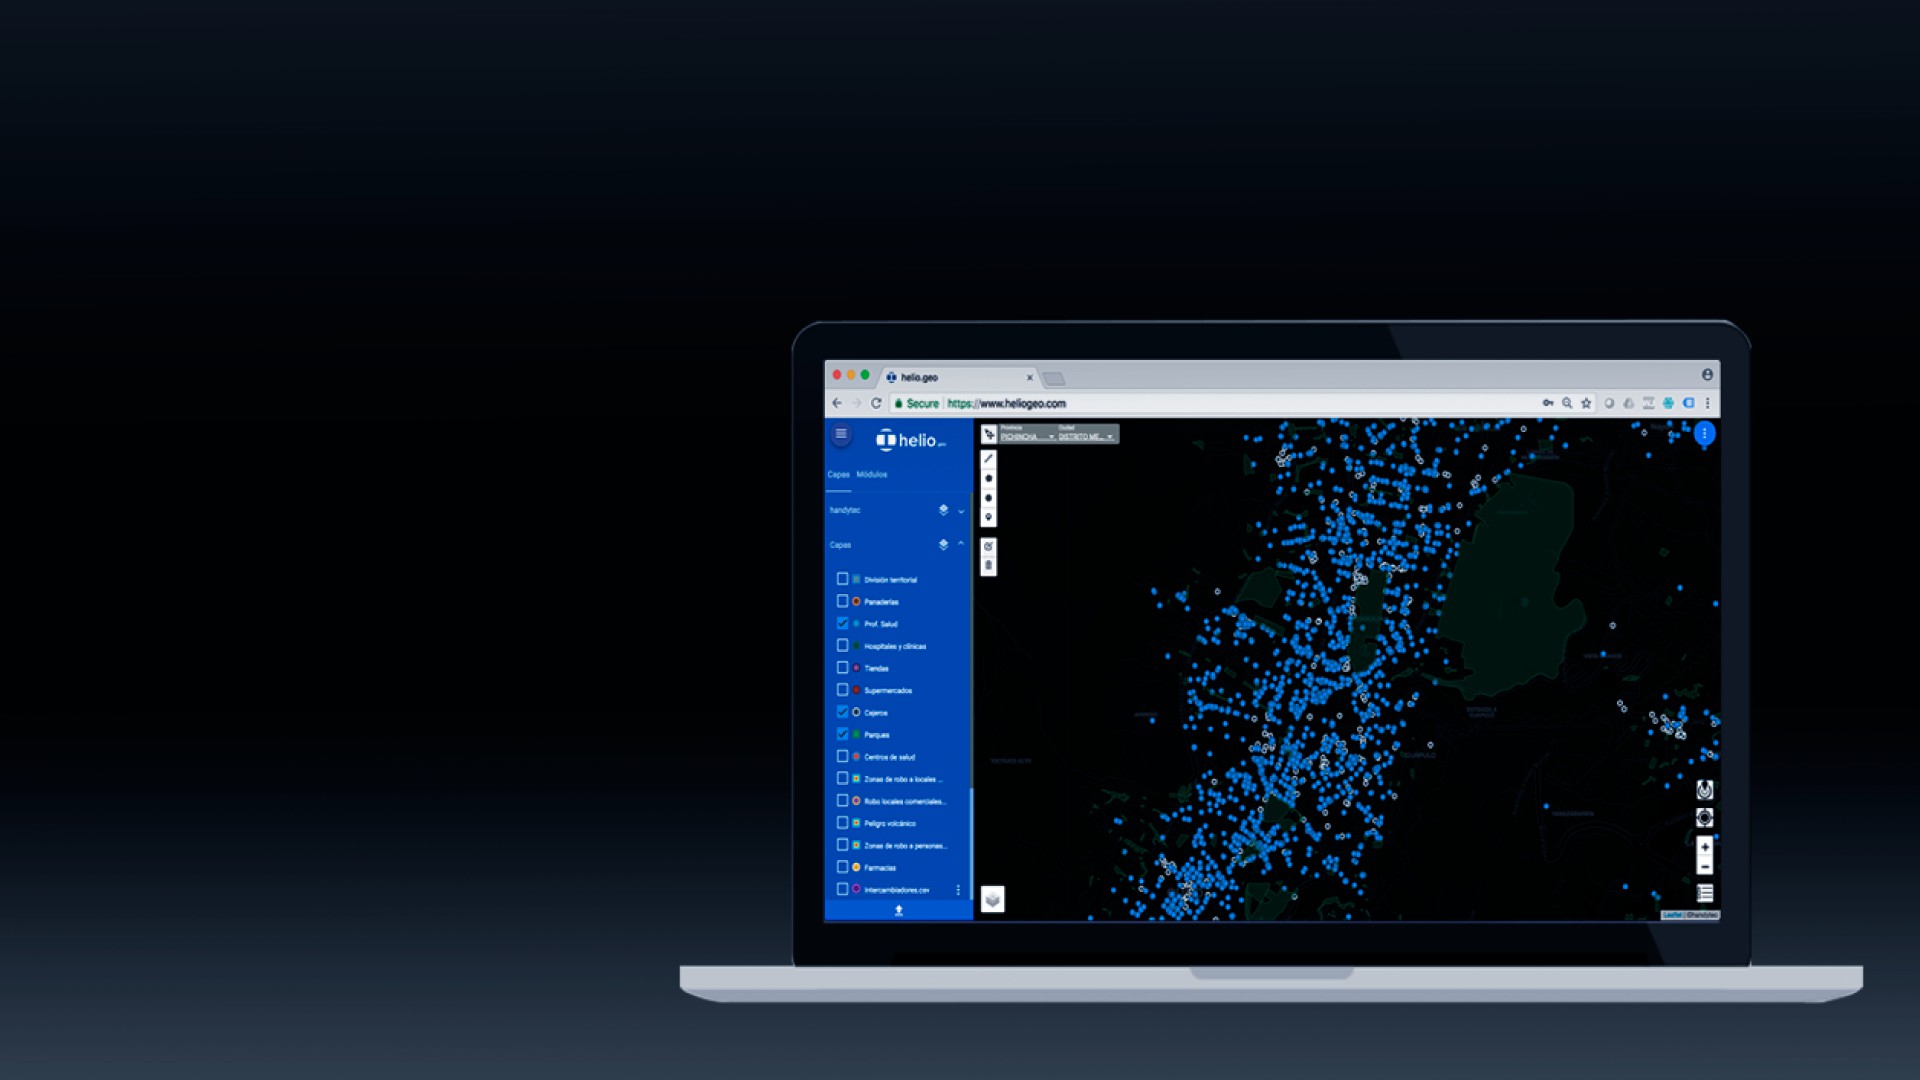 helio.geo
Secure https://www.heliogeo.com
helio.geo
Provincia Ciudad
PICHINCHA DISTRITO ME...
Capas Módulos
handytec
Capas
División territorial
Panaderías
Prof. Salud
Hospitales y clínicas
Tiendas
Supermercados
Cajeros
Parques
Centros de salud
Zonas de robo a locales ...
Robo locales comerciales...
Peligro volcánico
Zonas de robo a personas...
Farmacias
Intercambiadores.csv
Leaflet | ©handytec